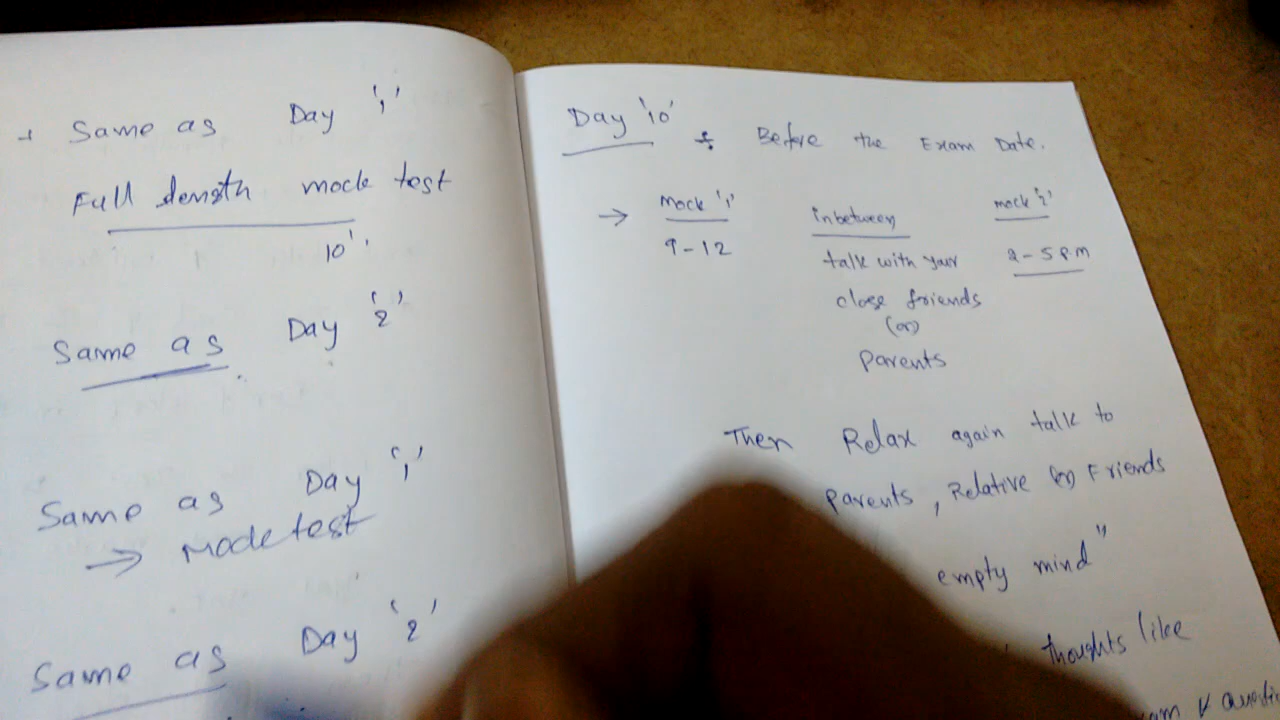 Same as Day '1'
Full length mock test
10'.
Same as Day '2'
Same as Day '1'
→ Mock test
Same as Day '2'
Day '10' ÷ Before the Exam Date.
→ Mock '1' inbetween mock '2'
9-12 talk with your 2-5 P.M
close friends
(or)
parents
Then Relax again talk to
parents, Relative (or) Friends
empty mind"
thoughts like